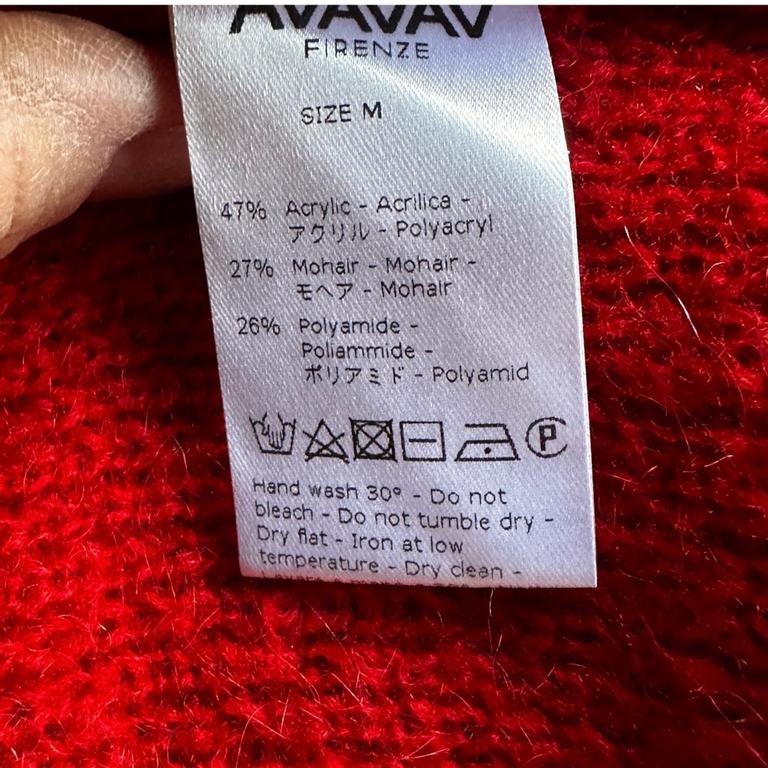 AVAVAV
FIRENZE
SIZE M
47% Acrylic - Acrilica -
アクリル - Polyacryl
27% Mohair - Mohair -
モヘア - Mohair
26% Polyamide -
Poliammide -
ポリアミド - Polyamid
P
Hand wash 30° - Do not
bleach - Do not tumble dry -
Dry flat - Iron at low
temperature - Dry clean -